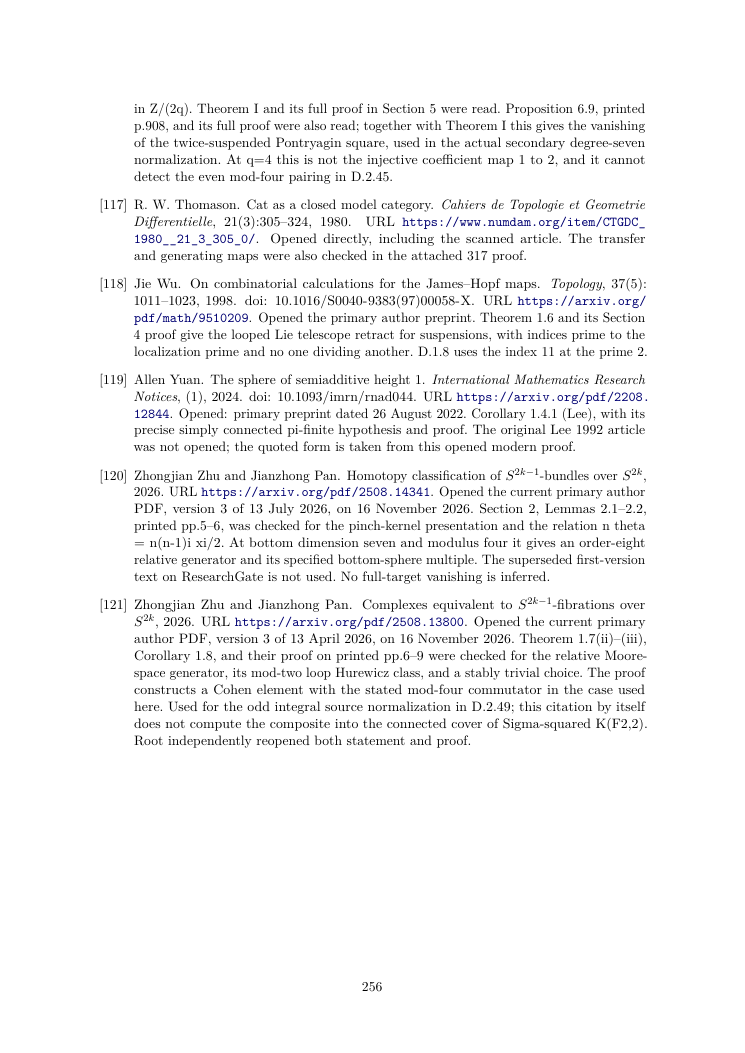 in Z/(2q). Theorem I and its full proof in Section 5 were read. Proposition 6.9, printed
p.908, and its full proof were also read; together with Theorem I this gives the vanishing
of the twice-suspended Pontryagin square, used in the actual secondary degree-seven
normalization. At q=4 this is not the injective coefficient map 1 to 2, and it cannot
detect the even mod-four pairing in D.2.45.
[117] R. W. Thomason. Cat as a closed model category. Cahiers de Topologie et Geometrie
Differentielle, 21(3):305–324, 1980. URL https://www.numdam.org/item/CTGDC_
1980__21_3_305_0/. Opened directly, including the scanned article. The transfer
and generating maps were also checked in the attached 317 proof.
[118] Jie Wu. On combinatorial calculations for the James–Hopf maps. Topology, 37(5):
1011–1023, 1998. doi: 10.1016/S0040-9383(97)00058-X. URL https://arxiv.org/
pdf/math/9510209. Opened the primary author preprint. Theorem 1.6 and its Section
4 proof give the looped Lie telescope retract for suspensions, with indices prime to the
localization prime and no one dividing another. D.1.8 uses the index 11 at the prime 2.
[119] Allen Yuan. The sphere of semiadditive height 1. International Mathematics Research
Notices, (1), 2024. doi: 10.1093/imrn/rnad044. URL https://arxiv.org/pdf/2208.
12844. Opened: primary preprint dated 26 August 2022. Corollary 1.4.1 (Lee), with its
precise simply connected pi-finite hypothesis and proof. The original Lee 1992 article
was not opened; the quoted form is taken from this opened modern proof.
[120] Zhongjian Zhu and Jianzhong Pan. Homotopy classification of S^{2k−1}-bundles over S^{2k},
2026. URL https://arxiv.org/pdf/2508.14341. Opened the current primary author
PDF, version 3 of 13 July 2026, on 16 November 2026. Section 2, Lemmas 2.1–2.2,
printed pp.5–6, was checked for the pinch-kernel presentation and the relation n theta
= n(n-1)i xi/2. At bottom dimension seven and modulus four it gives an order-eight
relative generator and its specified bottom-sphere multiple. The superseded first-version
text on ResearchGate is not used. No full-target vanishing is inferred.
[121] Zhongjian Zhu and Jianzhong Pan. Complexes equivalent to S^{2k−1}-fibrations over
S^{2k}, 2026. URL https://arxiv.org/pdf/2508.13800. Opened the current primary
author PDF, version 3 of 13 April 2026, on 16 November 2026. Theorem 1.7(ii)–(iii),
Corollary 1.8, and their proof on printed pp.6–9 were checked for the relative Moore-
space generator, its mod-two loop Hurewicz class, and a stably trivial choice. The proof
constructs a Cohen element with the stated mod-four commutator in the case used
here. Used for the odd integral source normalization in D.2.49; this citation by itself
does not compute the composite into the connected cover of Sigma-squared K(F2,2).
Root independently reopened both statement and proof.
256